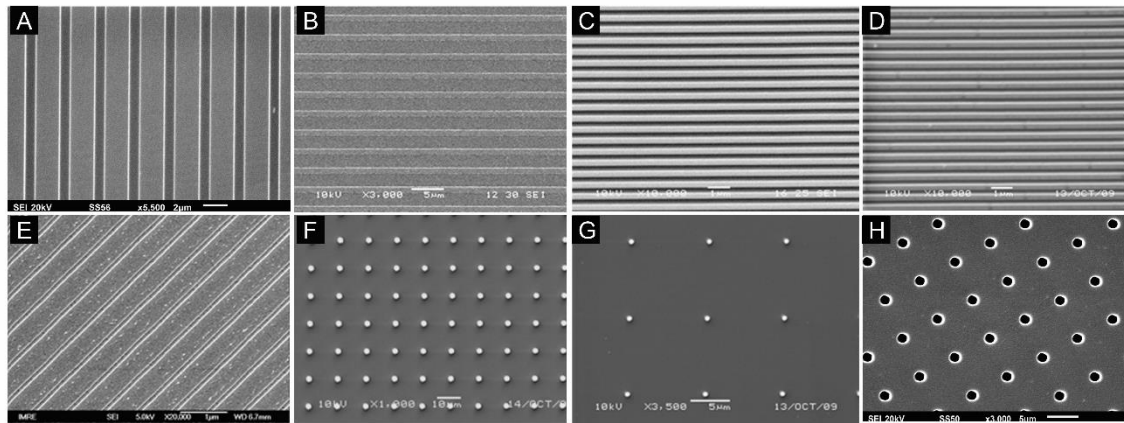 A
SEI 20kV SS56 x5,500 2µm
B
10kV X3,000 5µm 12 30 SEI
C
10kV X10,000 1µm 16 25 SEI
D
10kV X10,000 1µm 13/OCT/09
E
IMRE SEI 5.0kV X20,000 1µm WD 6.7mm
F
10kV X1,000 10µm 14/OCT/09
G
10kV X3,500 5µm 13/OCT/09
H
SEI 20kV SS50 x3,000 5µm